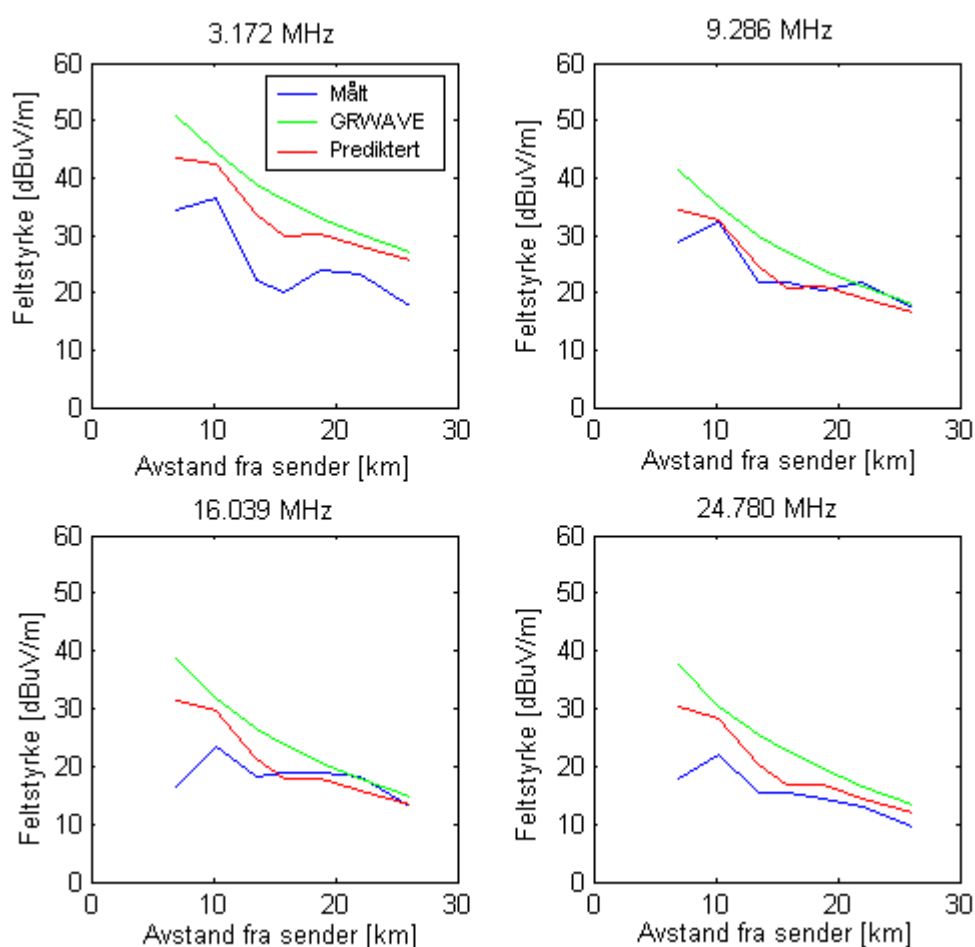 3.172 MHz
60
50
40
30
20
10
0
0 10 20 30
Feltstyrke [dBuV/m]
Avstand fra sender [km]
Målt
GRWAVE
Prediktert
9.286 MHz
60
50
40
30
20
10
0
0 10 20 30
Feltstyrke [dBuV/m]
Avstand fra sender [km]
16.039 MHz
60
50
40
30
20
10
0
0 10 20 30
Feltstyrke [dBuV/m]
Avstand fra sender [km]
24.780 MHz
60
50
40
30
20
10
0
0 10 20 30
Feltstyrke [dBuV/m]
Avstand fra sender [km]